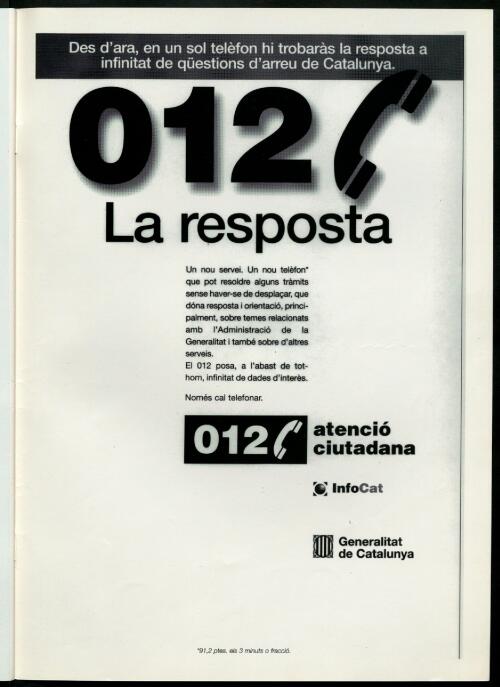 Des d'ara, en un sol telèfon hi trobaràs la resposta a
infinitat de qüestions d'arreu de Catalunya.
012
La resposta
Un nou servei. Un nou telèfon*
que pot resoldre alguns tràmits
sense haver-se de desplaçar, que
dóna resposta i orientació, princi-
palment, sobre temes relacionats
amb l'Administració de la
Generalitat i també sobre d'altres
serveis.
El 012 posa, a l'abast de tot-
hom, infinitat de dades d'interès.
Només cal telefonar.
012 atenció
ciutadana
InfoCat
Generalitat
de Catalunya
*91,2 ptes. els 3 minuts o fracció.